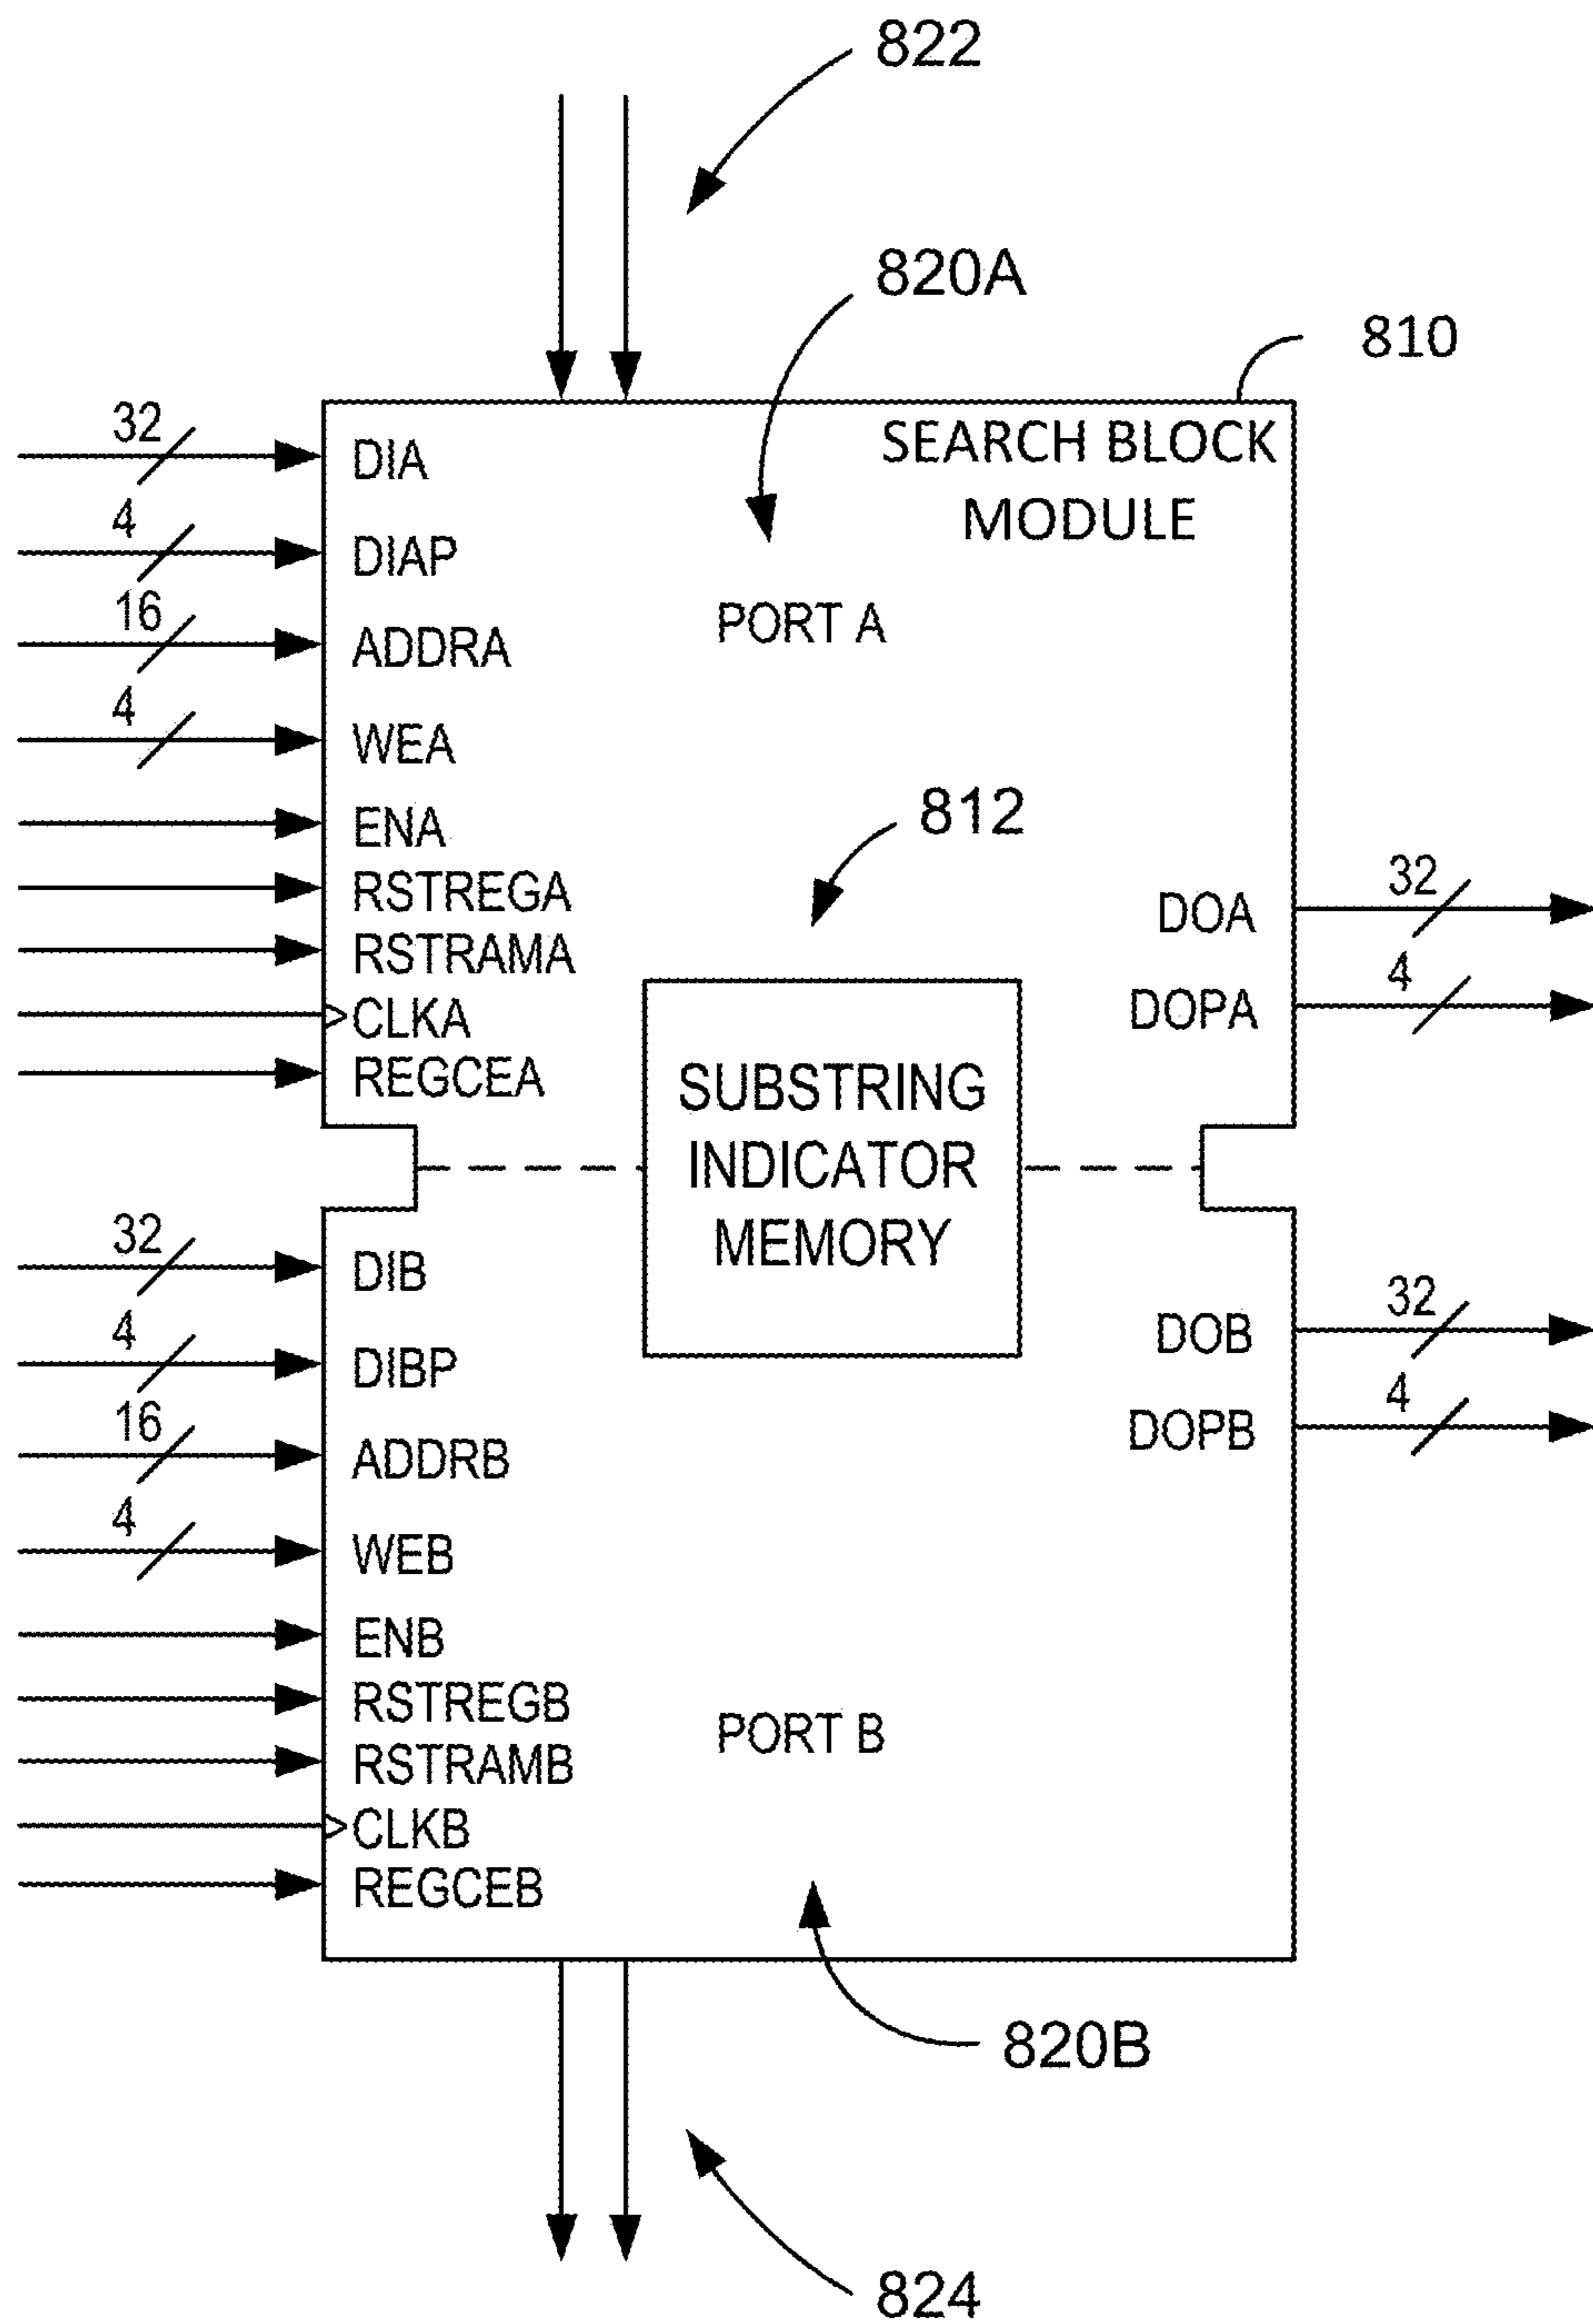 822
820A
810
SEARCH BLOCK
MODULE
32
DIA
4
DIAP
16
ADDRA
PORT A
4
WEA
812
ENA
RSTREGA
DOA
32
RSTRAMA
CLKA
DOPA
4
REGCEA
SUBSTRING
INDICATOR
MEMORY
32
DIB
4
DIBP
DOB
32
16
ADDRB
DOPB
4
4
WEB
ENB
RSTREGB
PORT B
RSTRAMB
CLKB
REGCEB
820B
824